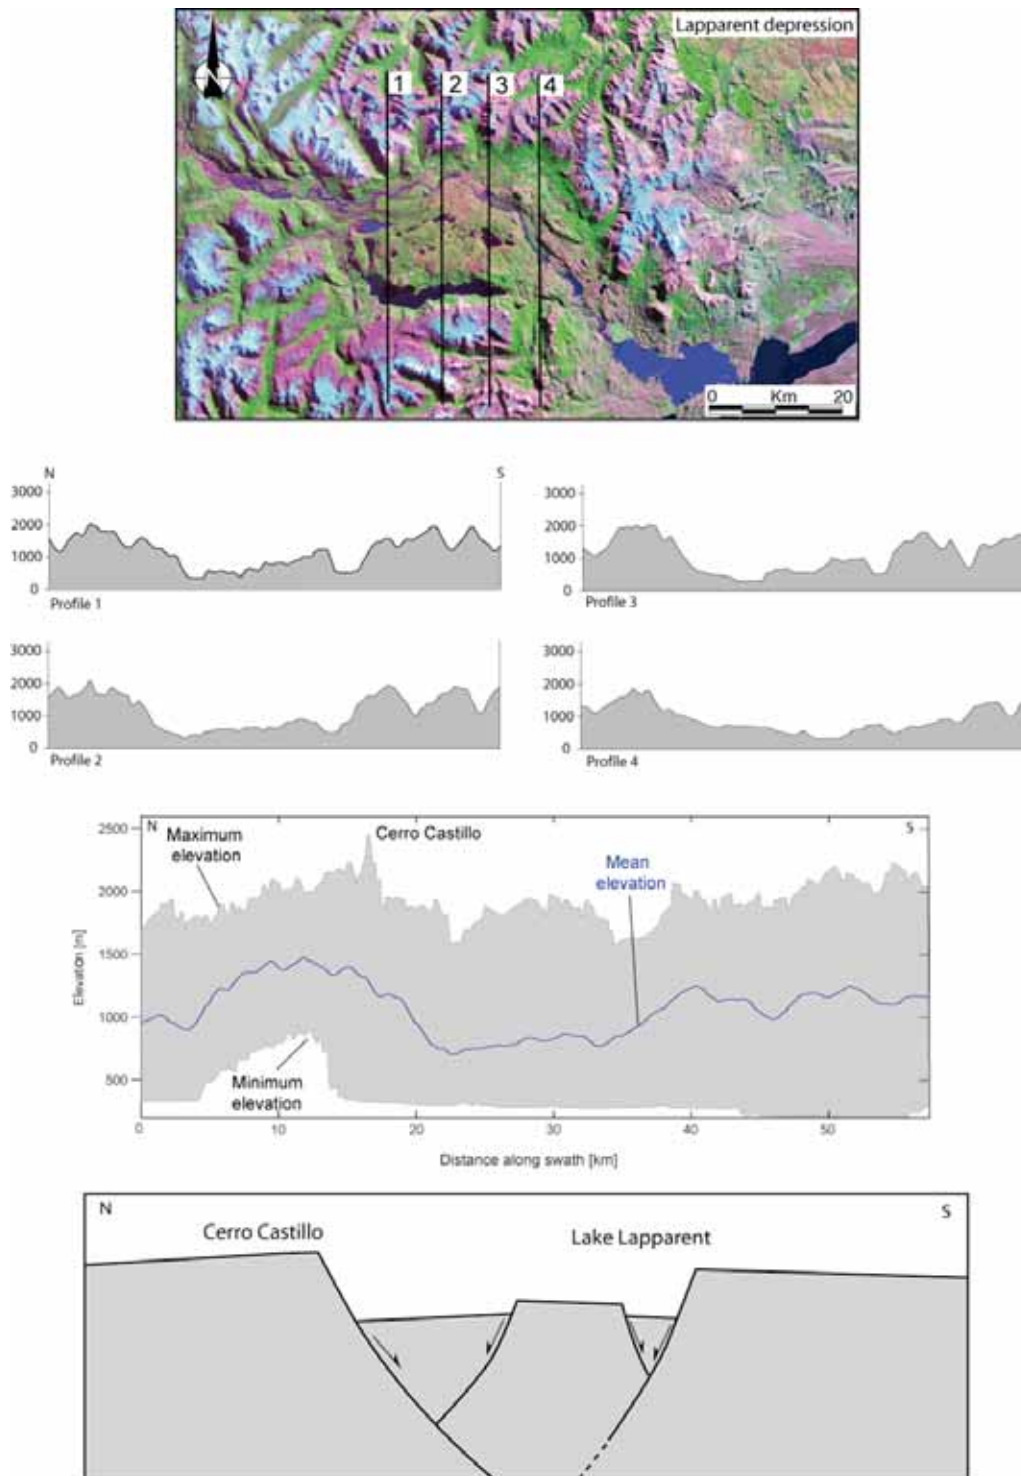 Lapparent depression
N
1
2
3
4
0 Km 20
N
S
3000
2000
1000
0
Profile 1
3000
2000
1000
0
Profile 3
3000
2000
1000
0
Profile 2
3000
2000
1000
0
Profile 4
N
S
2500
2000
1500
1000
500
Elevation [m]
Maximum
elevation
Cerro Castillo
Mean
elevation
Minimum
elevation
0 10 20 30 40 50
Distance along swath [km]
N
S
Cerro Castillo
Lake Lapparent